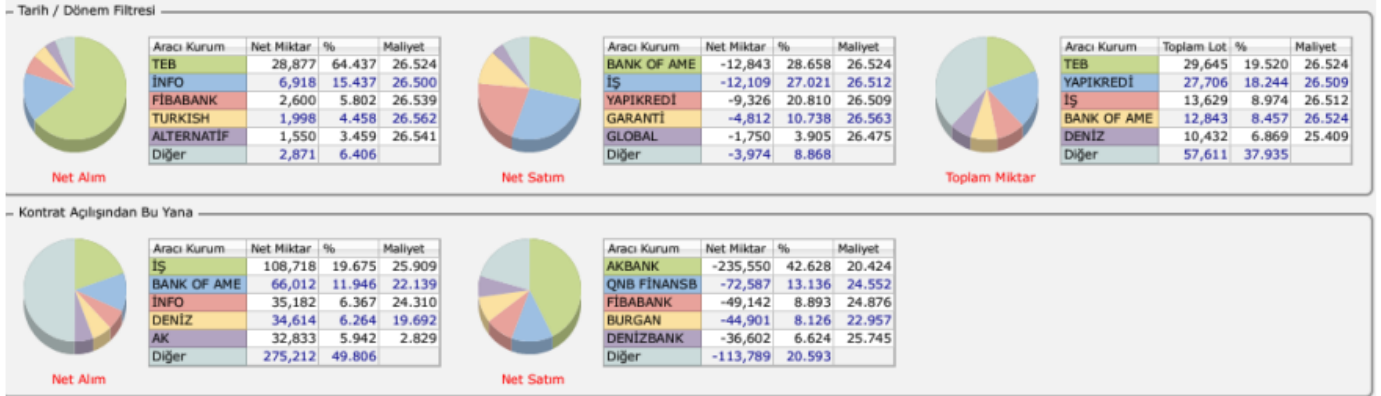 Tarih / Dönem Filtresi
Aracı Kurum Net Miktar % Maliyet
TEB 28,877 64.437 26.524
İNFO 6,918 15.437 26.500
FİBABANK 2,600 5.802 26.539
TURKISH 1,998 4.458 26.562
ALTERNATİF 1,550 3.459 26.541
Diğer 2,871 6.406
Net Alım
Aracı Kurum Net Miktar % Maliyet
BANK OF AME -12,843 28.658 26.524
İŞ -12,109 27.021 26.512
YAPIKREDİ -9,326 20.810 26.509
GARANTİ -4,812 10.738 26.563
GLOBAL -1,750 3.905 26.475
Diğer -3,974 8.868
Net Satım
Aracı Kurum Toplam Lot % Maliyet
TEB 29,645 19.520 26.524
YAPIKREDİ 27,706 18.244 26.509
İŞ 13,629 8.974 26.512
BANK OF AME 12,843 8.457 26.524
DENİZ 10,432 6.869 25.409
Diğer 57,611 37.935
Toplam Miktar
Kontrat Açılışından Bu Yana
Aracı Kurum Net Miktar % Maliyet
İŞ 108,718 19.675 25.909
BANK OF AME 66,012 11.946 22.139
İNFO 35,182 6.367 24.310
DENİZ 34,614 6.264 19.692
AK 32,833 5.942 2.829
Diğer 275,212 49.806
Net Alım
Aracı Kurum Net Miktar % Maliyet
AKBANK -235,550 42.628 20.424
QNB FİNANSB -72,587 13.136 24.552
FİBABANK -49,142 8.893 24.876
BURGAN -44,901 8.126 22.957
DENİZBANK -36,602 6.624 25.745
Diğer -113,789 20.593
Net Satım